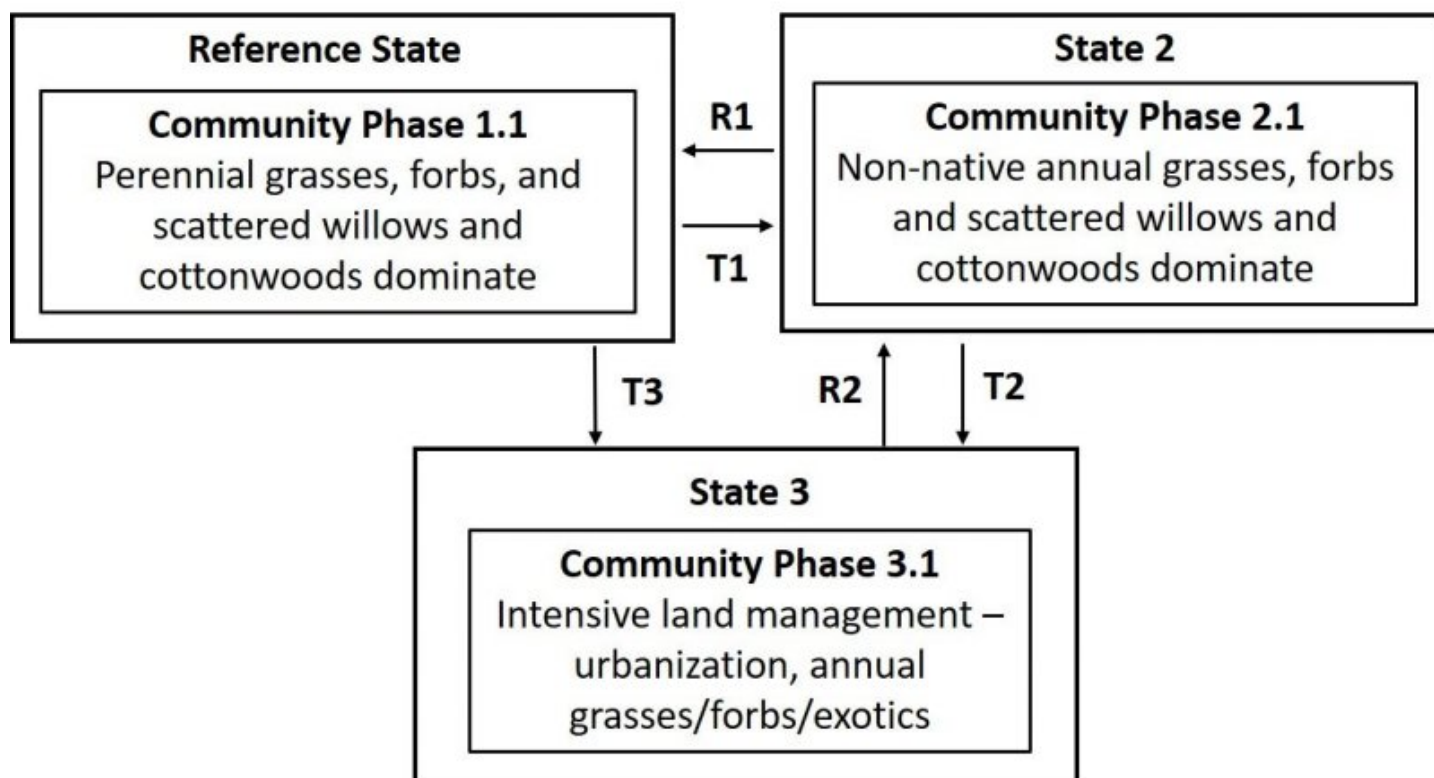 Reference State
Community Phase 1.1
Perennial grasses, forbs, and
scattered willows and
cottonwoods dominate
R1
T1
State 2
Community Phase 2.1
Non-native annual grasses, forbs
and scattered willows and
cottonwoods dominate
T3
R2
T2
State 3
Community Phase 3.1
Intensive land management –
urbanization, annual
grasses/forbs/exotics